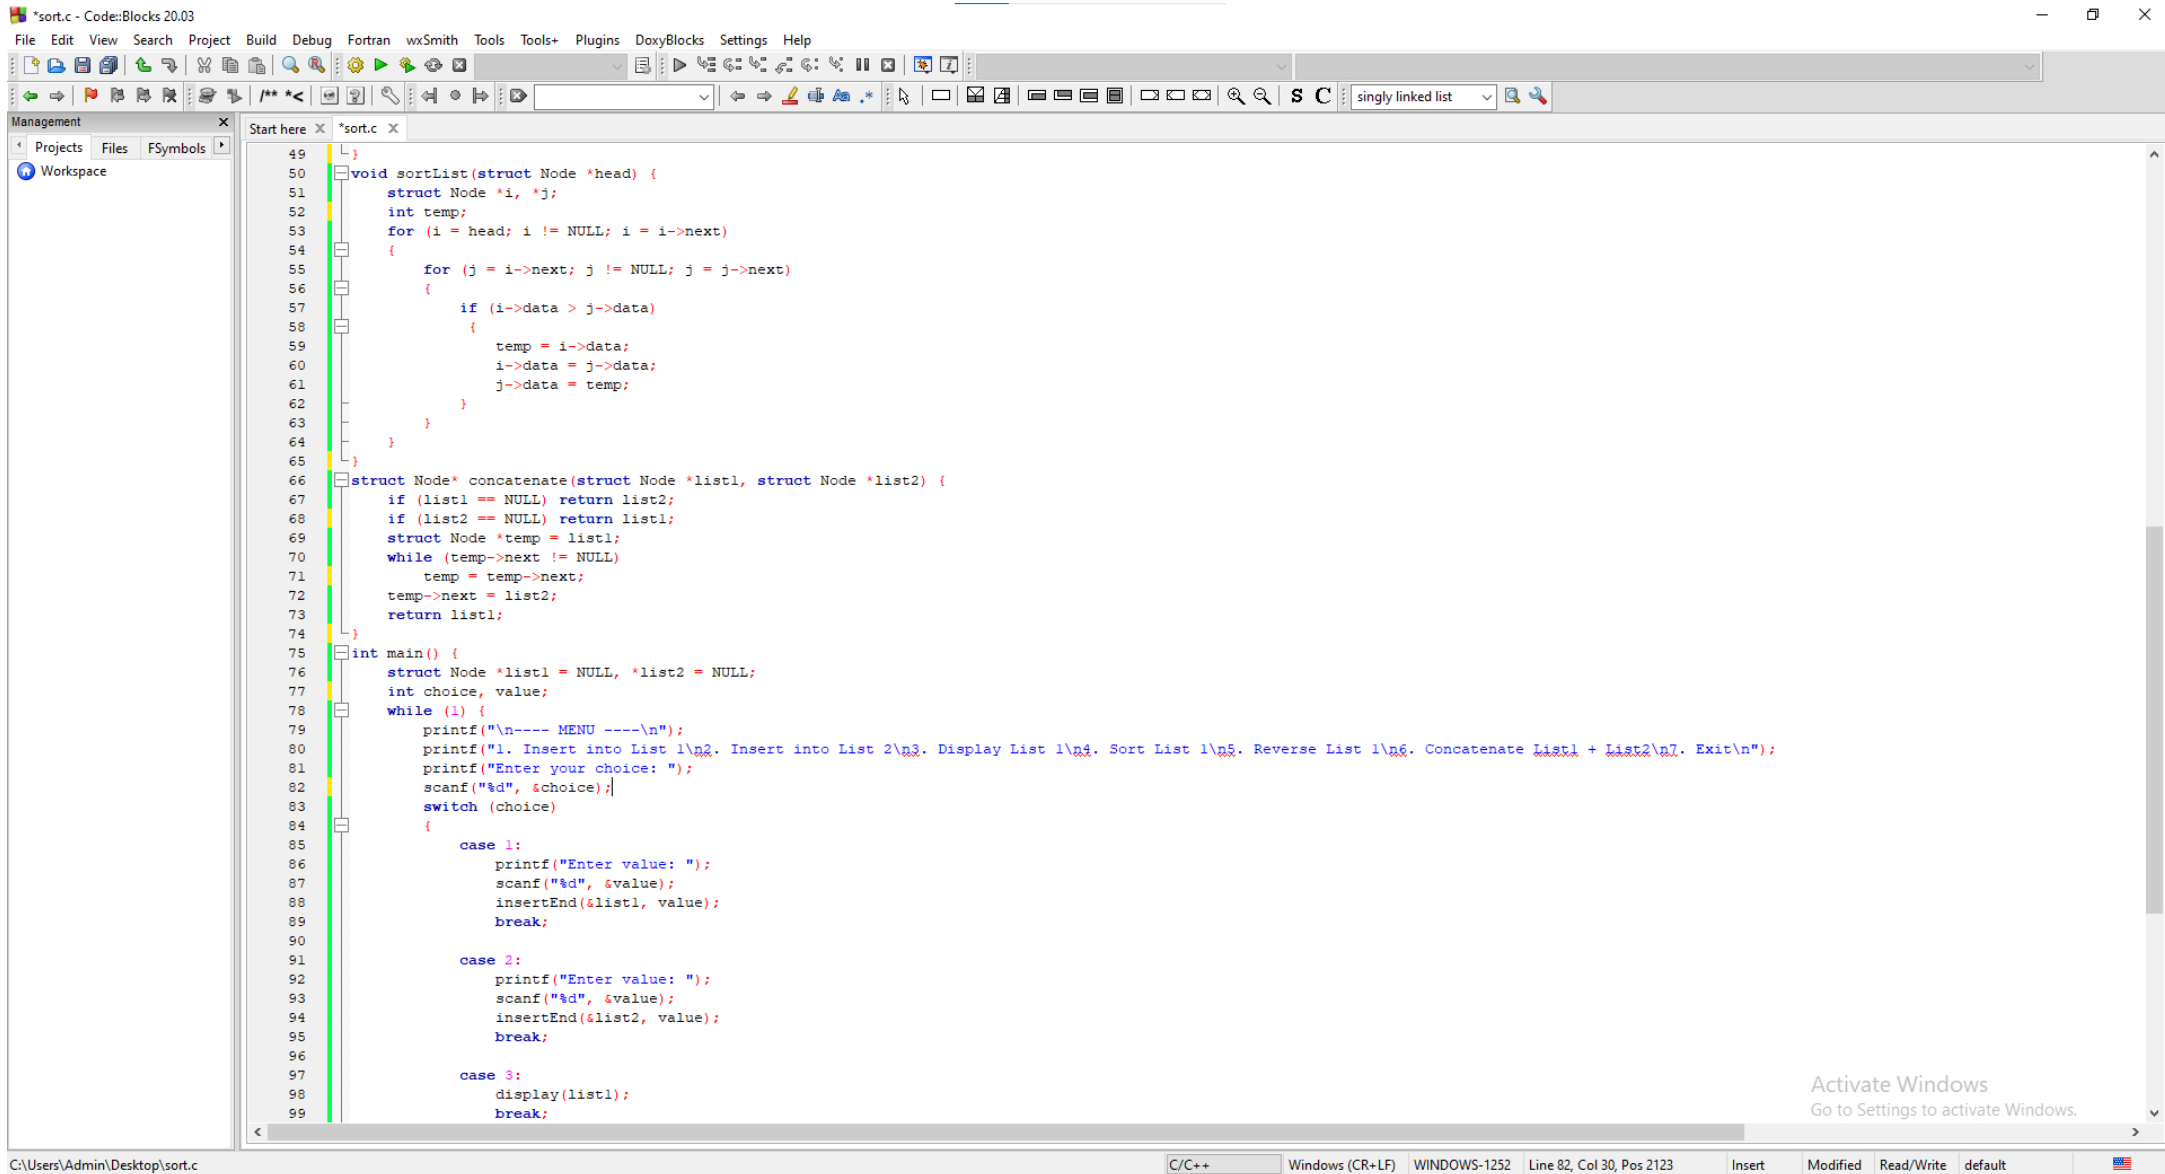 *sort.c - Code::Blocks 20.03
File Edit View Search Project Build Debug Fortran wxSmith Tools Tools+ Plugins DoxyBlocks Settings Help
/** *< S C singly linked list
Management
Start here *sort.c
Projects Files FSymbols
Workspace
49 }
50 void sortList(struct Node *head) {
51 struct Node *i, *j;
52 int temp;
53 for (i = head; i != NULL; i = i->next)
54 {
55 for (j = i->next; j != NULL; j = j->next)
56 {
57 if (i->data > j->data)
58 {
59 temp = i->data;
60 i->data = j->data;
61 j->data = temp;
62 }
63 }
64 }
65 }
66 struct Node* concatenate(struct Node *list1, struct Node *list2) {
67 if (list1 == NULL) return list2;
68 if (list2 == NULL) return list1;
69 struct Node *temp = list1;
70 while (temp->next != NULL)
71 temp = temp->next;
72 temp->next = list2;
73 return list1;
74 }
75 int main() {
76 struct Node *list1 = NULL, *list2 = NULL;
77 int choice, value;
78 while (1) {
79 printf("\n---- MENU ----\n");
80 printf("1. Insert into List 1\n2. Insert into List 2\n3. Display List 1\n4. Sort List 1\n5. Reverse List 1\n6. Concatenate List1 + List2\n7. Exit\n");
81 printf("Enter your choice: ");
82 scanf("%d", &choice);
83 switch (choice)
84 {
85 case 1:
86 printf("Enter value: ");
87 scanf("%d", &value);
88 insertEnd(&list1, value);
89 break;
90
91 case 2:
92 printf("Enter value: ");
93 scanf("%d", &value);
94 insertEnd(&list2, value);
95 break;
96
97 case 3:
98 display(list1);
99 break;
Activate Windows
Go to Settings to activate Windows.
C:\Users\Admin\Desktop\sort.c C/C++ Windows (CR+LF) WINDOWS-1252 Line 82, Col 30, Pos 2123 Insert Modified Read/Write default